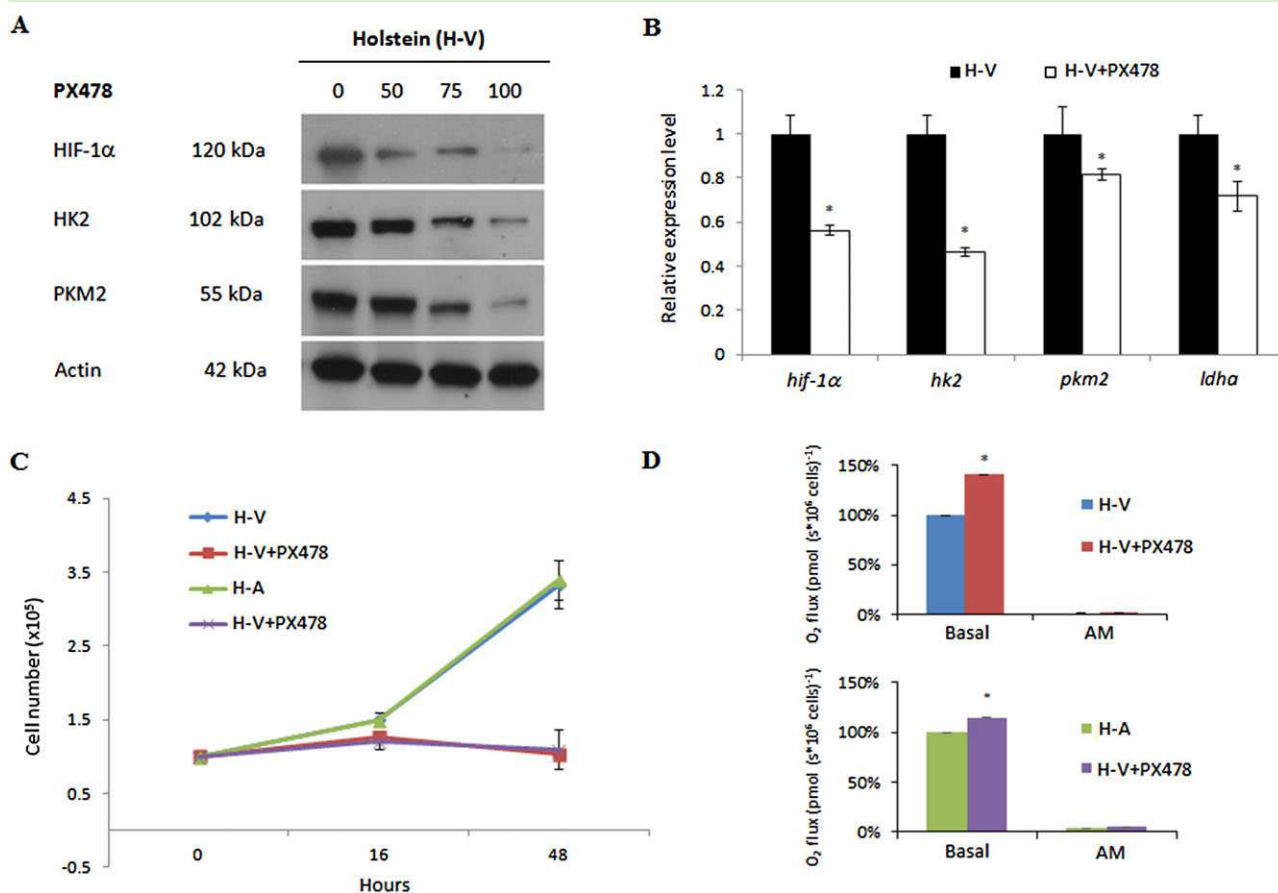 A
Holstein (H-V)
PX478 0 50 75 100
HIF-1α 120 kDa
HK2 102 kDa
PKM2 55 kDa
Actin 42 kDa
B
H-V H-V+PX478
Relative expression level
1.2
1
0.8
0.6
0.4
0.2
0
* * * *
hif-1α hk2 pkm2 ldha
C
Cell number (x10⁵)
4.5
3.5
2.5
1.5
0.5
-0.5
H-V
H-V+PX478
H-A
H-V+PX478
0 16 48
Hours
D
O₂ flux (pmol (s*10⁶ cells)⁻¹)
150%
100%
50%
0%
*
Basal AM
H-V
H-V+PX478
O₂ flux (pmol (s*10⁶ cells)⁻¹)
150%
100%
50%
0%
*
Basal AM
H-A
H-V+PX478